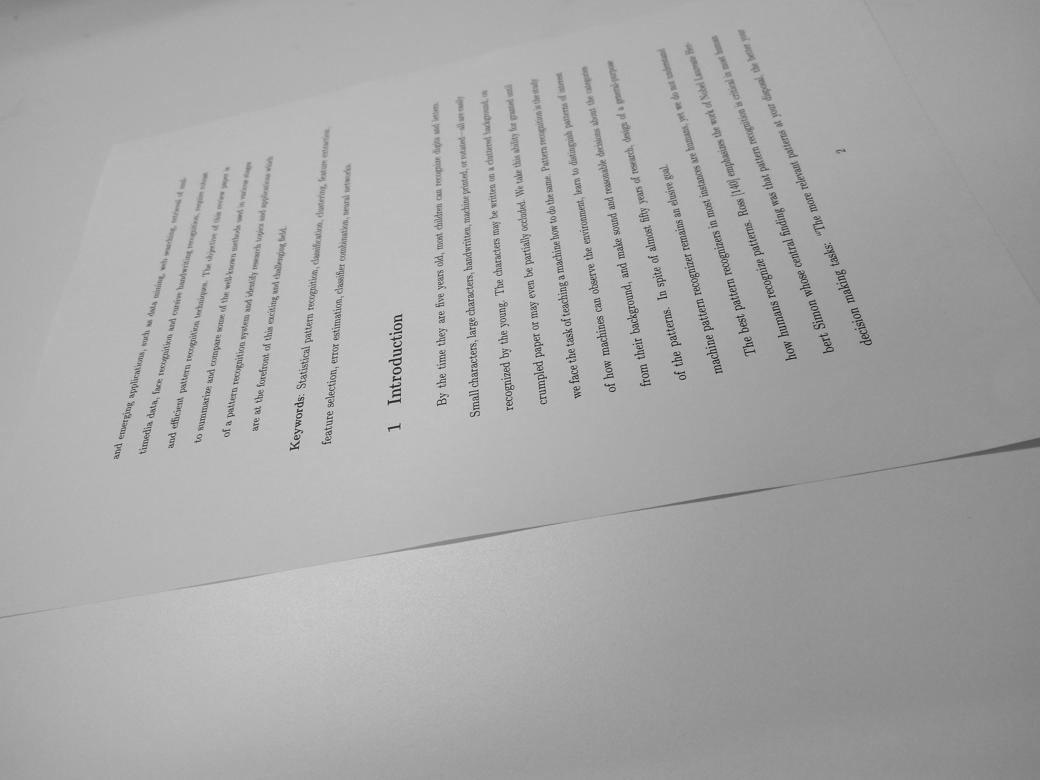 and emerging applications, such as data mining, web searching, retrieval of mul-
timedia data, face recognition and cursive handwriting recognition, require robust
and efficient pattern recognition techniques. The objective of this review paper is
to summarize and compare some of the well-known methods used in various stages
of a pattern recognition system and identify research topics and applications which
are at the forefront of this exciting and challenging field.
Keywords: Statistical pattern recognition, classification, clustering, feature extraction,
feature selection, error estimation, classifier combination, neural networks.
1 Introduction
By the time they are five years old, most children can recognize digits and letters.
Small characters, large characters, handwritten, machine printed, or rotated—all are easily
recognized by the young. The characters may be written on a cluttered background, on
crumpled paper or may even be partially occluded. We take this ability for granted until
we face the task of teaching a machine how to do the same. Pattern recognition is the study
of how machines can observe the environment, learn to distinguish patterns of interest
from their background, and make sound and reasonable decisions about the categories
of the patterns. In spite of almost fifty years of research, design of a general-purpose
machine pattern recognizer remains an elusive goal.
The best pattern recognizers in most instances are humans, yet we do not understand
how humans recognize patterns. Ross [140] emphasizes the work of Nobel Laureate Her-
bert Simon whose central finding was that pattern recognition is critical in most human
decision making tasks: "The more relevant patterns at your disposal, the better your
2